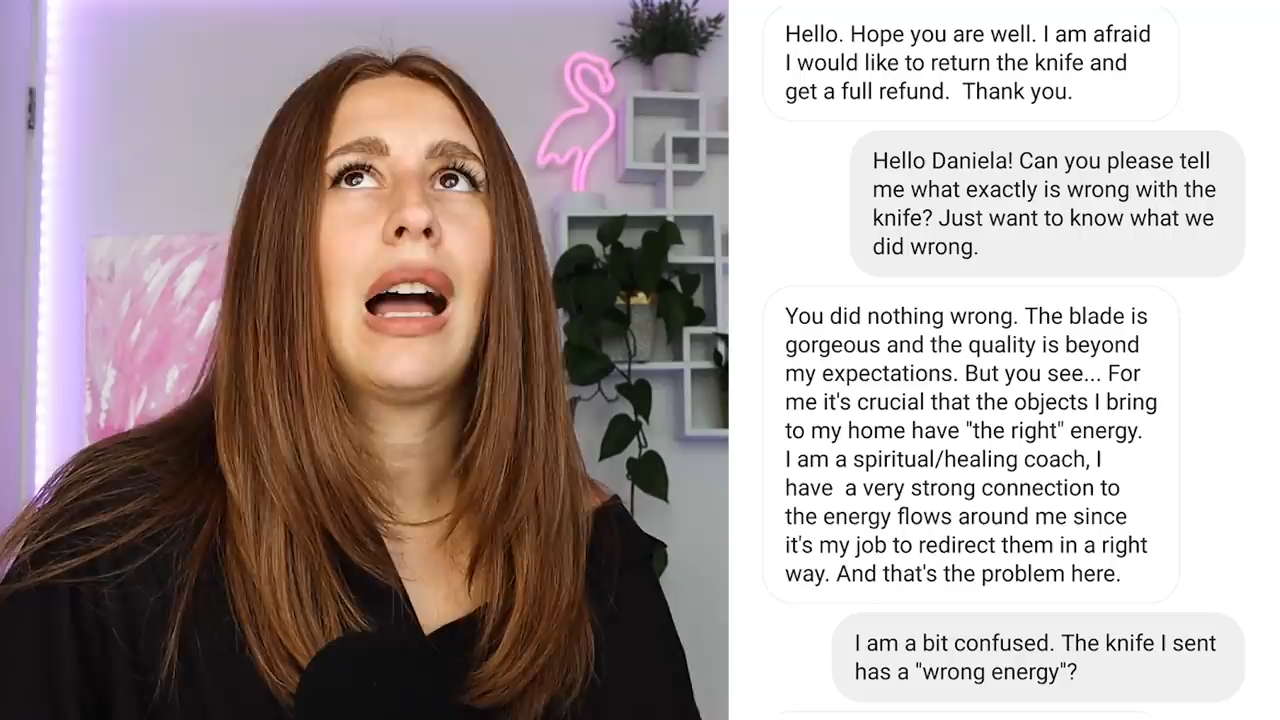 Hello. Hope you are well. I am afraid
I would like to return the knife and
get a full refund.  Thank you.
Hello Daniela! Can you please tell
me what exactly is wrong with the
knife? Just want to know what we
did wrong.
You did nothing wrong. The blade is
gorgeous and the quality is beyond
my expectations. But you see... For
me it's crucial that the objects I bring
to my home have "the right" energy.
I am a spiritual/healing coach, I
have  a very strong connection to
the energy flows around me since
it's my job to redirect them in a right
way. And that's the problem here.
I am a bit confused. The knife I sent
has a "wrong energy"?